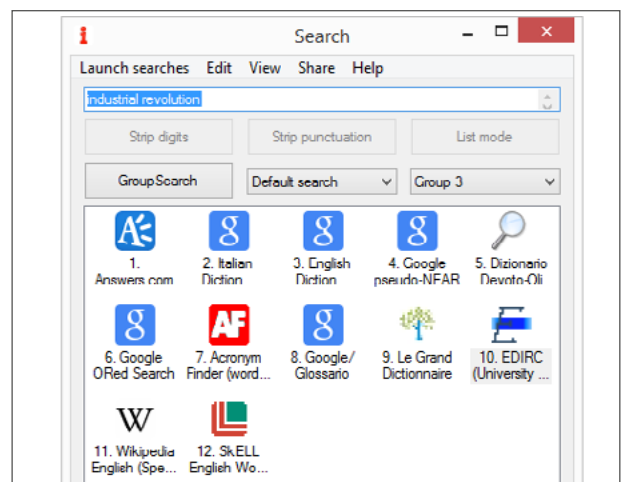 Search
Launch searches Edit View Share Help
industrial revolution
Strip digits Strip punctuation List mode
GroupSearch Default search Group 3
1. Answers.com
2. Italian Diction
3. English Diction
4. Google pseudo-NEAR
5. Dizionario Devoto-Oli
6. Google ORed Search
7. Acronym Finder (word...
8. Google/ Glossario
9. Le Grand Dictionnaire
10. EDIRC (University ...
11. Wikipedia English (Spe...
12. SkELL English Wo...